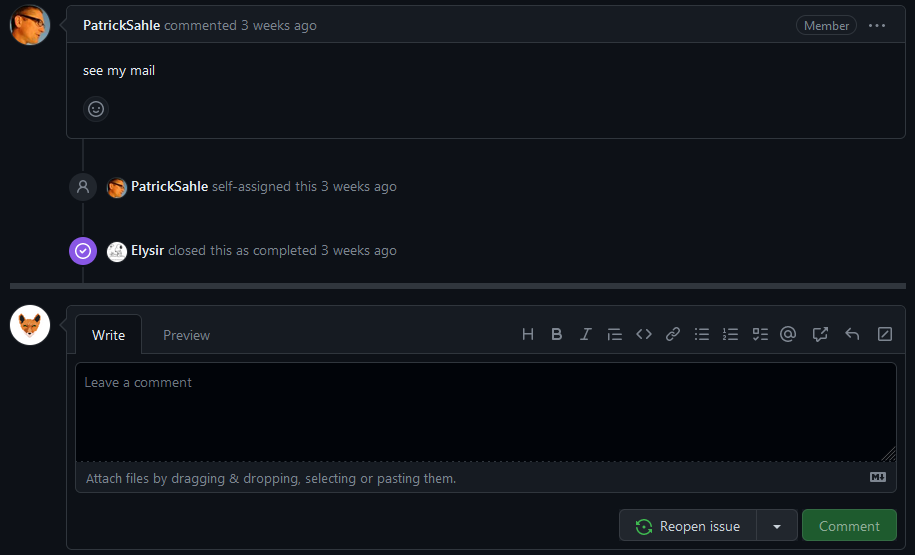 PatrickSahle commented 3 weeks ago
Member
see my mail
PatrickSahle self-assigned this 3 weeks ago
Elysir closed this as completed 3 weeks ago
Write
Preview
Leave a comment
Attach files by dragging & dropping, selecting or pasting them.
Reopen issue
Comment